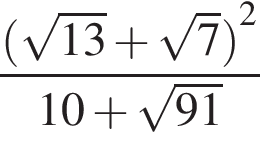 (√13 + √7)²
10 + √91